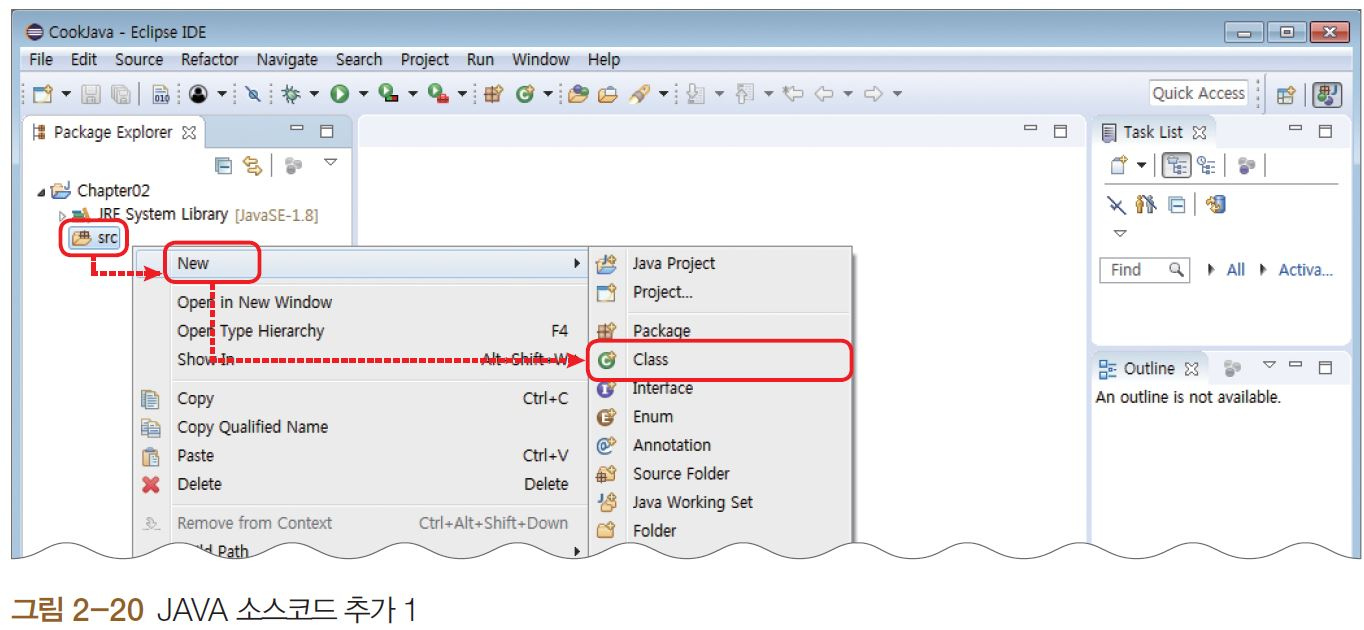 CookJava - Eclipse IDE
File Edit Source Refactor Navigate Search Project Run Window Help
Quick Access
Package Explorer
Chapter02
JRE System Library [JavaSE-1.8]
src
New
Open in New Window
Open Type Hierarchy F4
Show In Alt+Shift+W
Copy Ctrl+C
Copy Qualified Name
Paste Ctrl+V
Delete Delete
Remove from Context Ctrl+Alt+Shift+Down
Path
Java Project
Project...
Package
Class
Interface
Enum
Annotation
Source Folder
Java Working Set
Folder
Task List
Find All Activa...
Outline
An outline is not available.
그림 2-20 JAVA 소스코드 추가 1